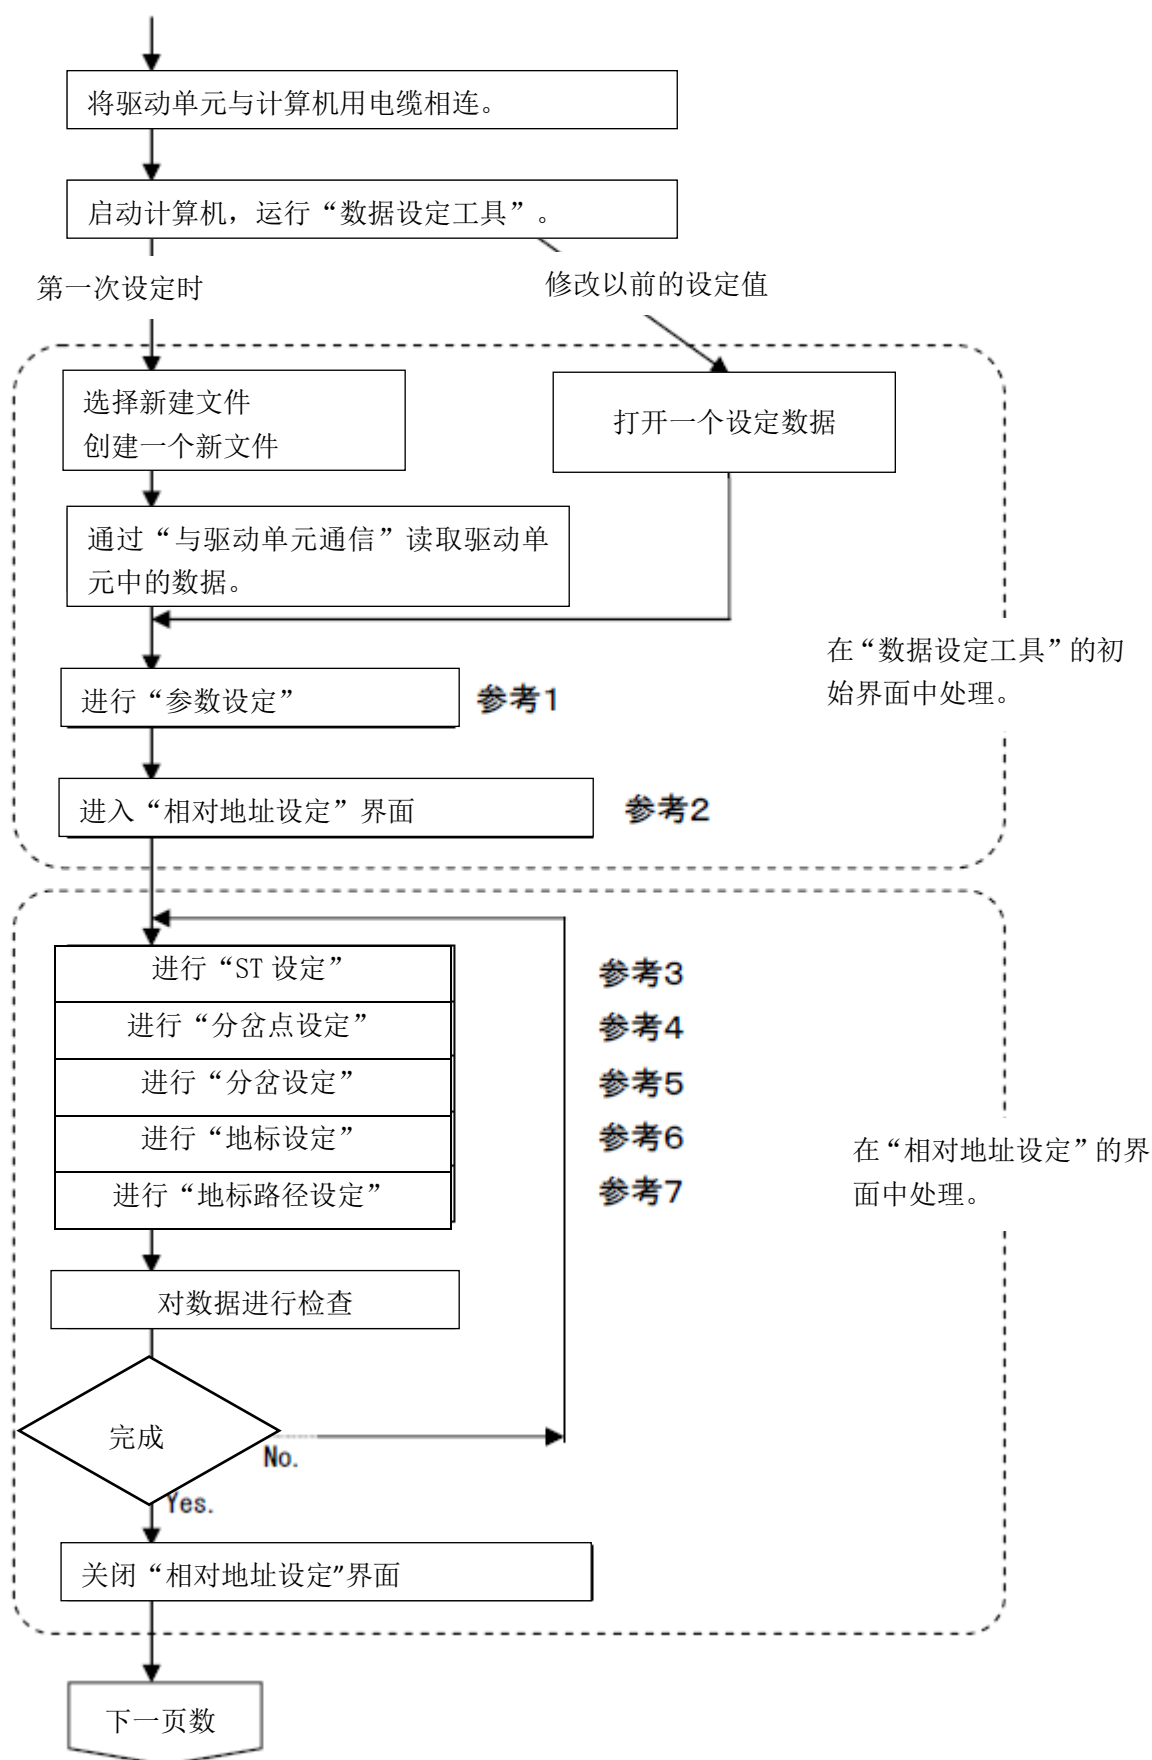 将驱动单元与计算机用电缆相连。
启动计算机，运行“数据设定工具”。
第一次设定时
修改以前的设定值
选择新建文件
创建一个新文件
打开一个设定数据
通过“与驱动单元通信”读取驱动单
元中的数据。
在“数据设定工具”的初
始界面中处理。
进行“参数设定”
参考1
进入“相对地址设定”界面
参考2
进行“ST 设定”
参考3
进行“分岔点设定”
参考4
进行“分岔设定”
参考5
进行“地标设定”
参考6
进行“地标路径设定”
参考7
在“相对地址设定”的界
面中处理。
对数据进行检查
完成
No.
Yes.
关闭“相对地址设定”界面
下一页数